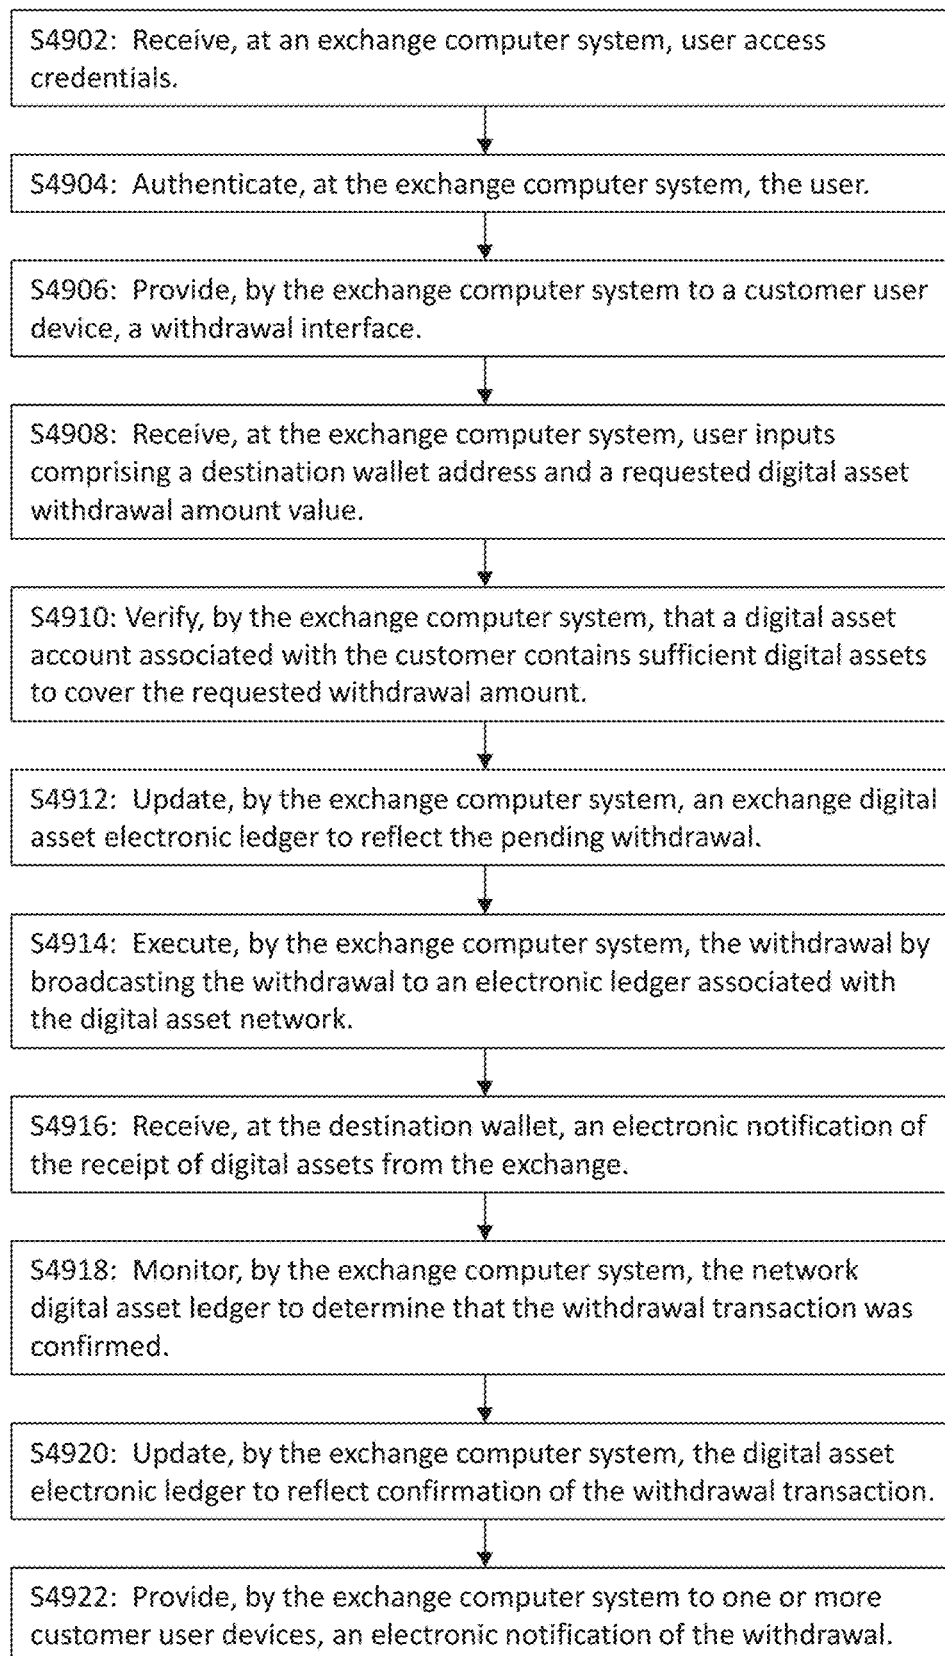 S4902: Receive, at an exchange computer system, user access
credentials.
S4904: Authenticate, at the exchange computer system, the user.
S4906: Provide, by the exchange computer system to a customer user
device, a withdrawal interface.
S4908: Receive, at the exchange computer system, user inputs
comprising a destination wallet address and a requested digital asset
withdrawal amount value.
S4910: Verify, by the exchange computer system, that a digital asset
account associated with the customer contains sufficient digital assets
to cover the requested withdrawal amount.
S4912: Update, by the exchange computer system, an exchange digital
asset electronic ledger to reflect the pending withdrawal.
S4914: Execute, by the exchange computer system, the withdrawal by
broadcasting the withdrawal to an electronic ledger associated with
the digital asset network.
S4916: Receive, at the destination wallet, an electronic notification of
the receipt of digital assets from the exchange.
S4918: Monitor, by the exchange computer system, the network
digital asset ledger to determine that the withdrawal transaction was
confirmed.
S4920: Update, by the exchange computer system, the digital asset
electronic ledger to reflect confirmation of the withdrawal transaction.
S4922: Provide, by the exchange computer system to one or more
customer user devices, an electronic notification of the withdrawal.